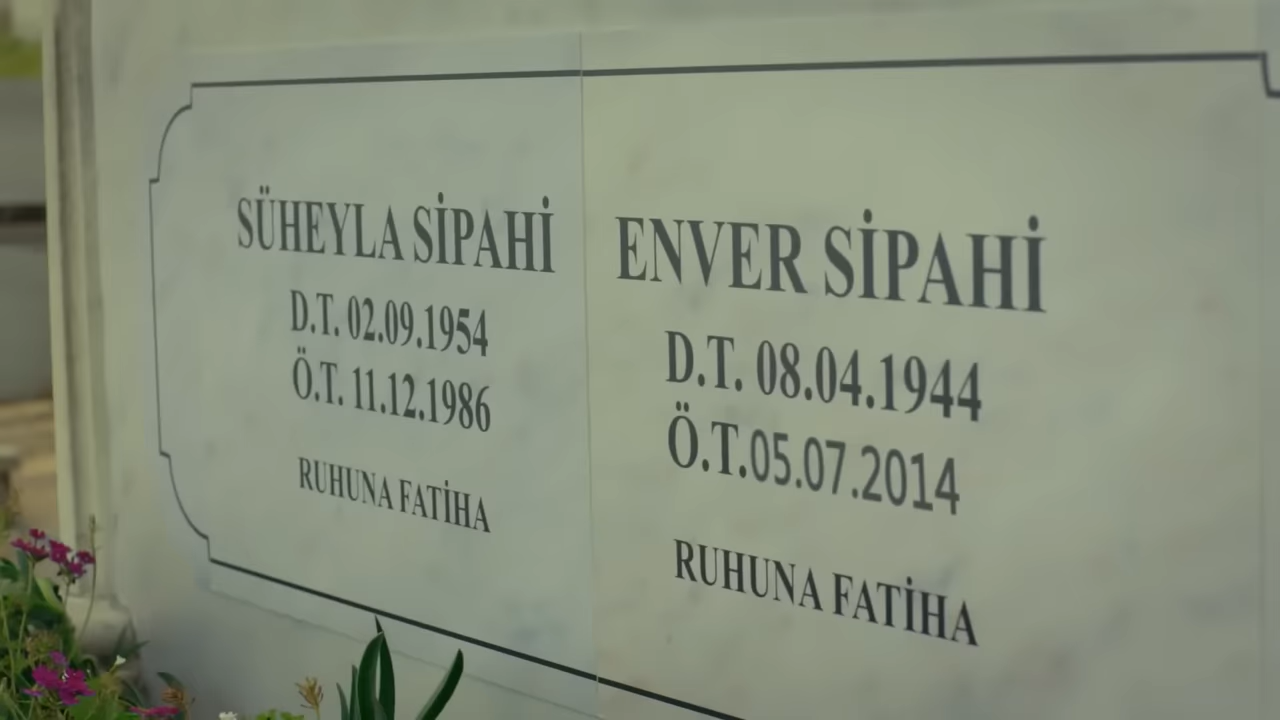 SÜHEYLA SİPAHİ
D.T. 02.09.1954
Ö.T. 11.12.1986
RUHUNA FATİHA
ENVER SİPAHİ
D.T. 08.04.1944
Ö.T.05.07.2014
RUHUNA FATİHA